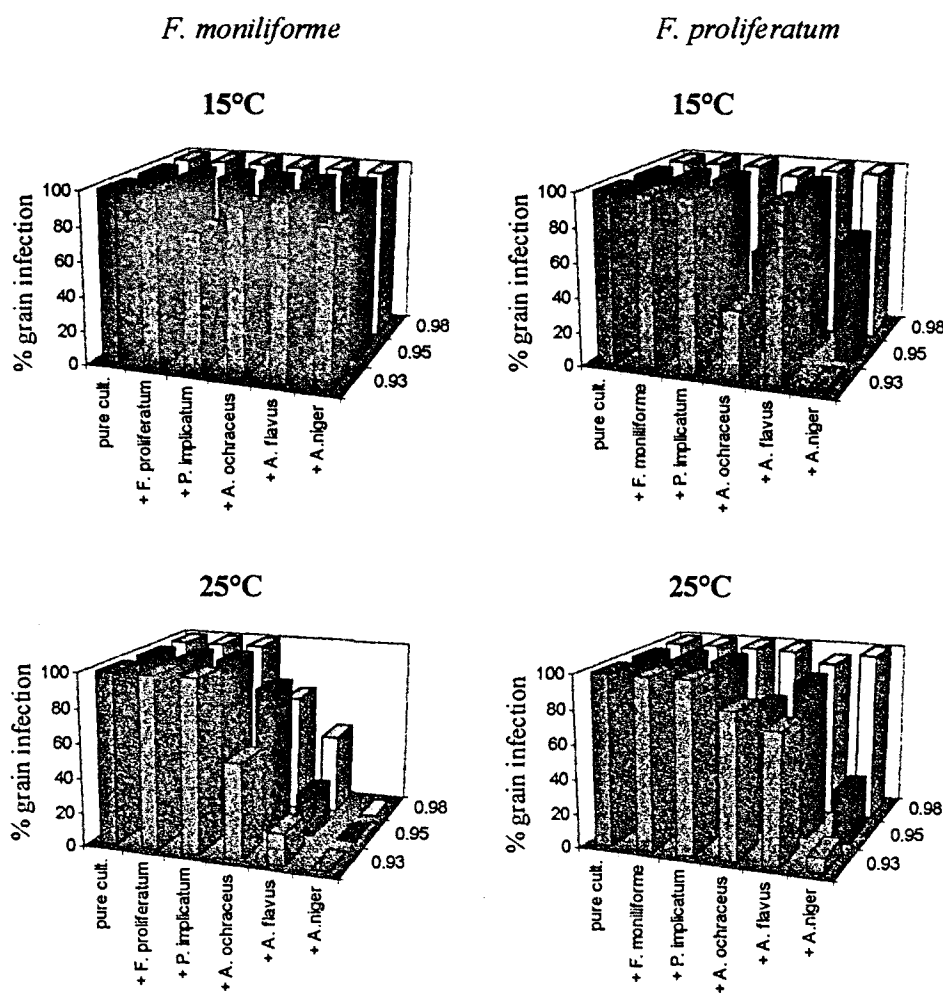 F. moniliforme
F. proliferatum
15°C
% grain infection
100
80
60
40
20
0
pure cult.
+ F. proliferatum
+ P. implicatum
+ A. ochraceus
+ A. flavus
+ A.niger
0.93
0.95
0.98
15°C
% grain infection
100
80
60
40
20
0
pure cult.
+ F. moniliforme
+ P. implicatum
+ A. ochraceus
+ A. flavus
+ A.niger
0.93
0.95
0.98
25°C
% grain infection
100
80
60
40
20
0
pure cult.
+ F. proliferatum
+ P. implicatum
+ A. ochraceus
+ A. flavus
+ A.niger
0.93
0.95
0.98
25°C
% grain infection
100
80
60
40
20
0
pure cult.
+ F. moniliforme
+ P. implicatum
+ A. ochraceus
+ A. flavus
+ A.niger
0.93
0.95
0.98